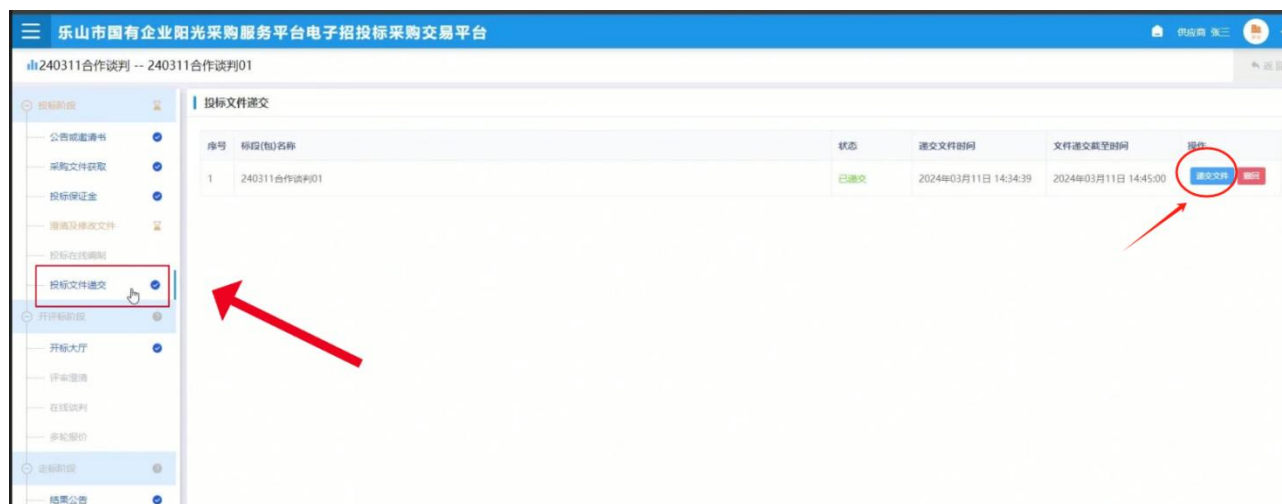 乐山市国有企业阳光采购服务平台电子招投标采购交易平台
供应商 张三
240311合作谈判 -- 240311合作谈判01
投标阶段
投标文件递交
公告或邀请书
采购文件获取
投标保证金
澄清及修改文件
投标在线编制
投标文件递交
开评标阶段
开标大厅
评审澄清
在线谈判
多轮报价
定标阶段
结果公告
序号 标段(包)名称 状态 递交文件时间 文件递交截至时间 操作
1 240311合作谈判01 已递交 2024年03月11日 14:34:39 2024年03月11日 14:45:00 递交文件 撤回